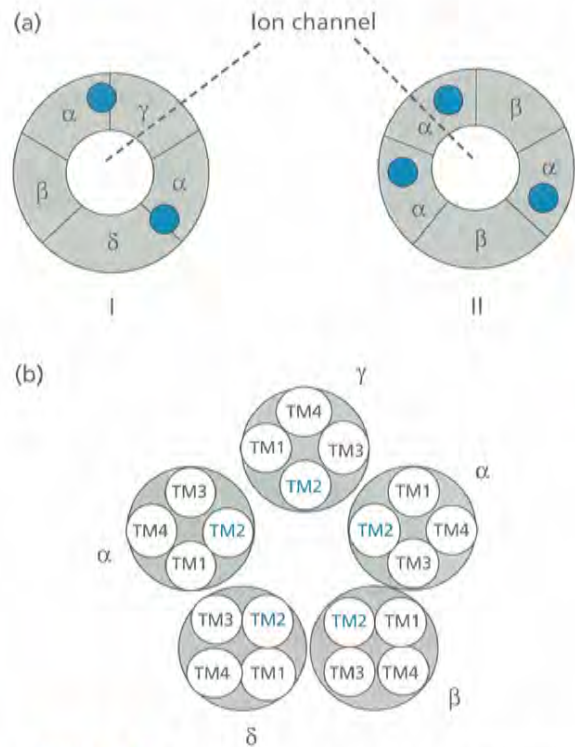 (a)
Ion channel
α γ
β α
δ
I
α β
α α
β
II
(b)
γ
TM4
TM1 TM3
TM2
α
TM3
TM4 TM2
TM1
α
TM1
TM2 TM4
TM3
TM3 TM2
TM4 TM1
δ
TM2 TM1
TM3 TM4
β